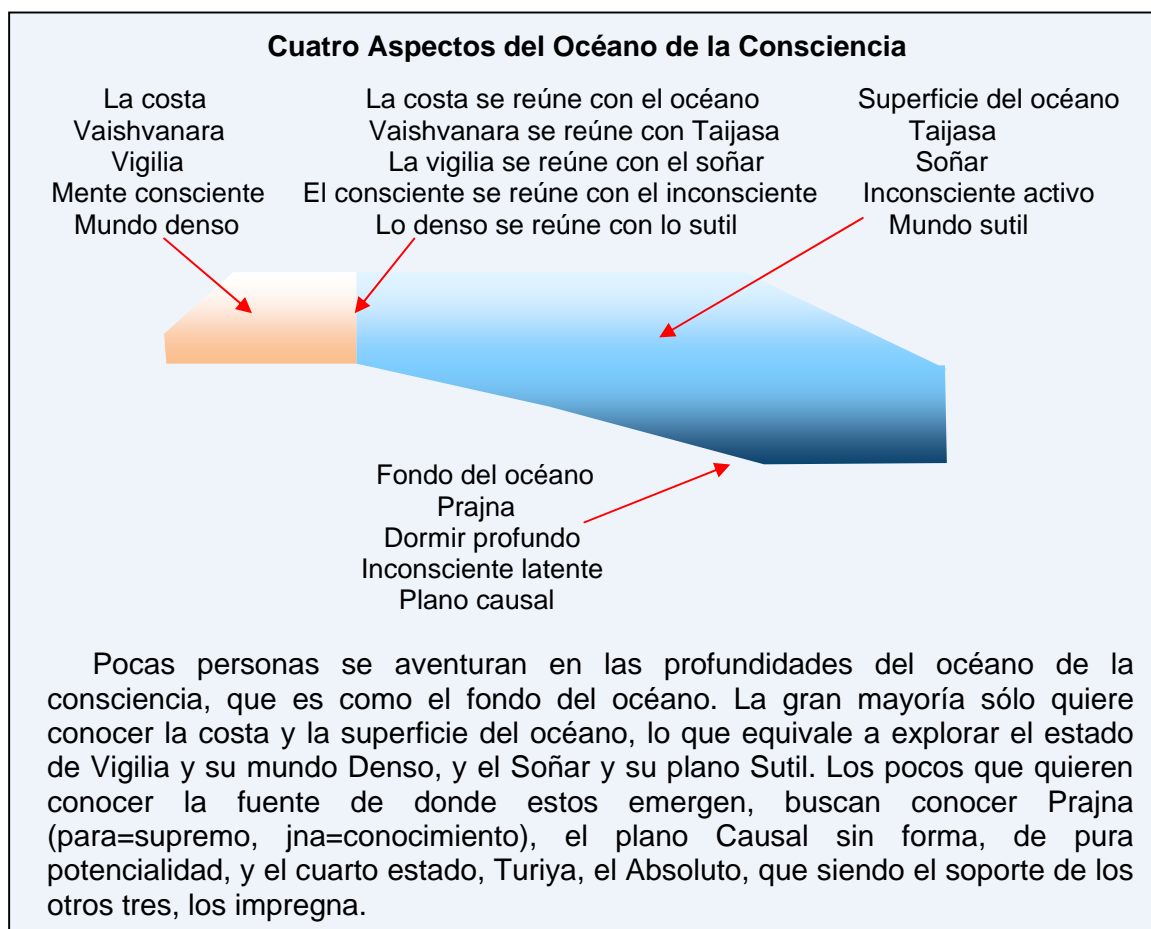 Cuatro Aspectos del Océano de la Consciencia
La costa
Vaishvanara
Vigilia
Mente consciente
Mundo denso
La costa se reúne con el océano
Vaishvanara se reúne con Taijasa
La vigilia se reúne con el soñar
El consciente se reúne con el inconsciente
Lo denso se reúne con lo sutil
Superficie del océano
Taijasa
Soñar
Inconsciente activo
Mundo sutil
Fondo del océano
Prajna
Dormir profundo
Inconsciente latente
Plano causal
Pocas personas se aventuran en las profundidades del océano de la
consciencia, que es como el fondo del océano. La gran mayoría sólo quiere
conocer la costa y la superficie del océano, lo que equivale a explorar el estado
de Vigilia y su mundo Denso, y el Soñar y su plano Sutil. Los pocos que quieren
conocer la fuente de donde estos emergen, buscan conocer Prajna
(para=supremo, jna=conocimiento), el plano Causal sin forma, de pura
potencialidad, y el cuarto estado, Turiya, el Absoluto, que siendo el soporte de los
otros tres, los impregna.